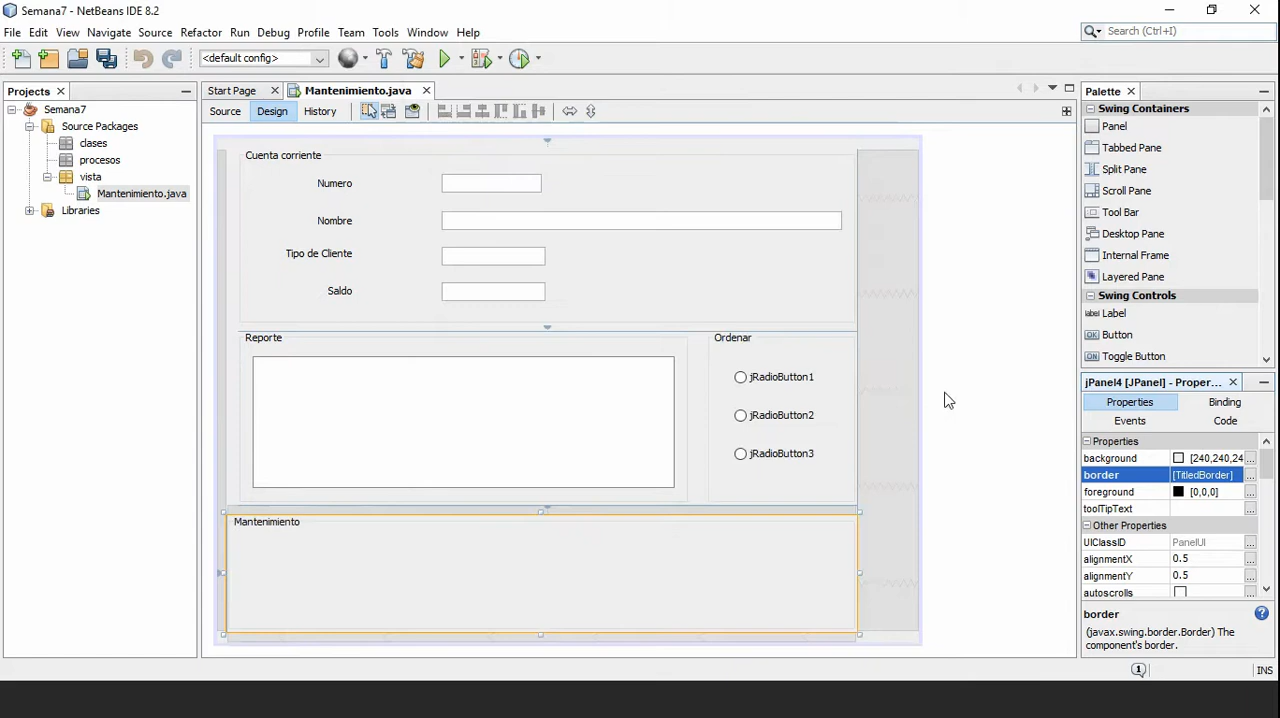 Semana7 - NetBeans IDE 8.2
File Edit View Navigate Source Refactor Run Debug Profile Team Tools Window Help
Search (Ctrl+I)
<default config>
Projects
Semana7
Source Packages
clases
procesos
vista
Mantenimiento.java
Libraries
Start Page
Mantenimiento.java
Source Design History
Cuenta corriente
Numero
Nombre
Tipo de Cliente
Saldo
Reporte
Ordenar
jRadioButton1
jRadioButton2
jRadioButton3
Mantenimiento
Palette
Swing Containers
Panel
Tabbed Pane
Split Pane
Scroll Pane
Tool Bar
Desktop Pane
Internal Frame
Layered Pane
Swing Controls
Label
OK Button
OK Toggle Button
jPanel4 [JPanel] - Proper...
Properties Binding
Events Code
Properties
background [240,240,24 ...
border [TitledBorder] ...
foreground [0,0,0] ...
toolTipText ...
Other Properties
UIClassID PanelUI ...
alignmentX 0.5 ...
alignmentY 0.5 ...
autoscrolls ...
border
(javax.swing.border.Border) The
component's border.
1 INS